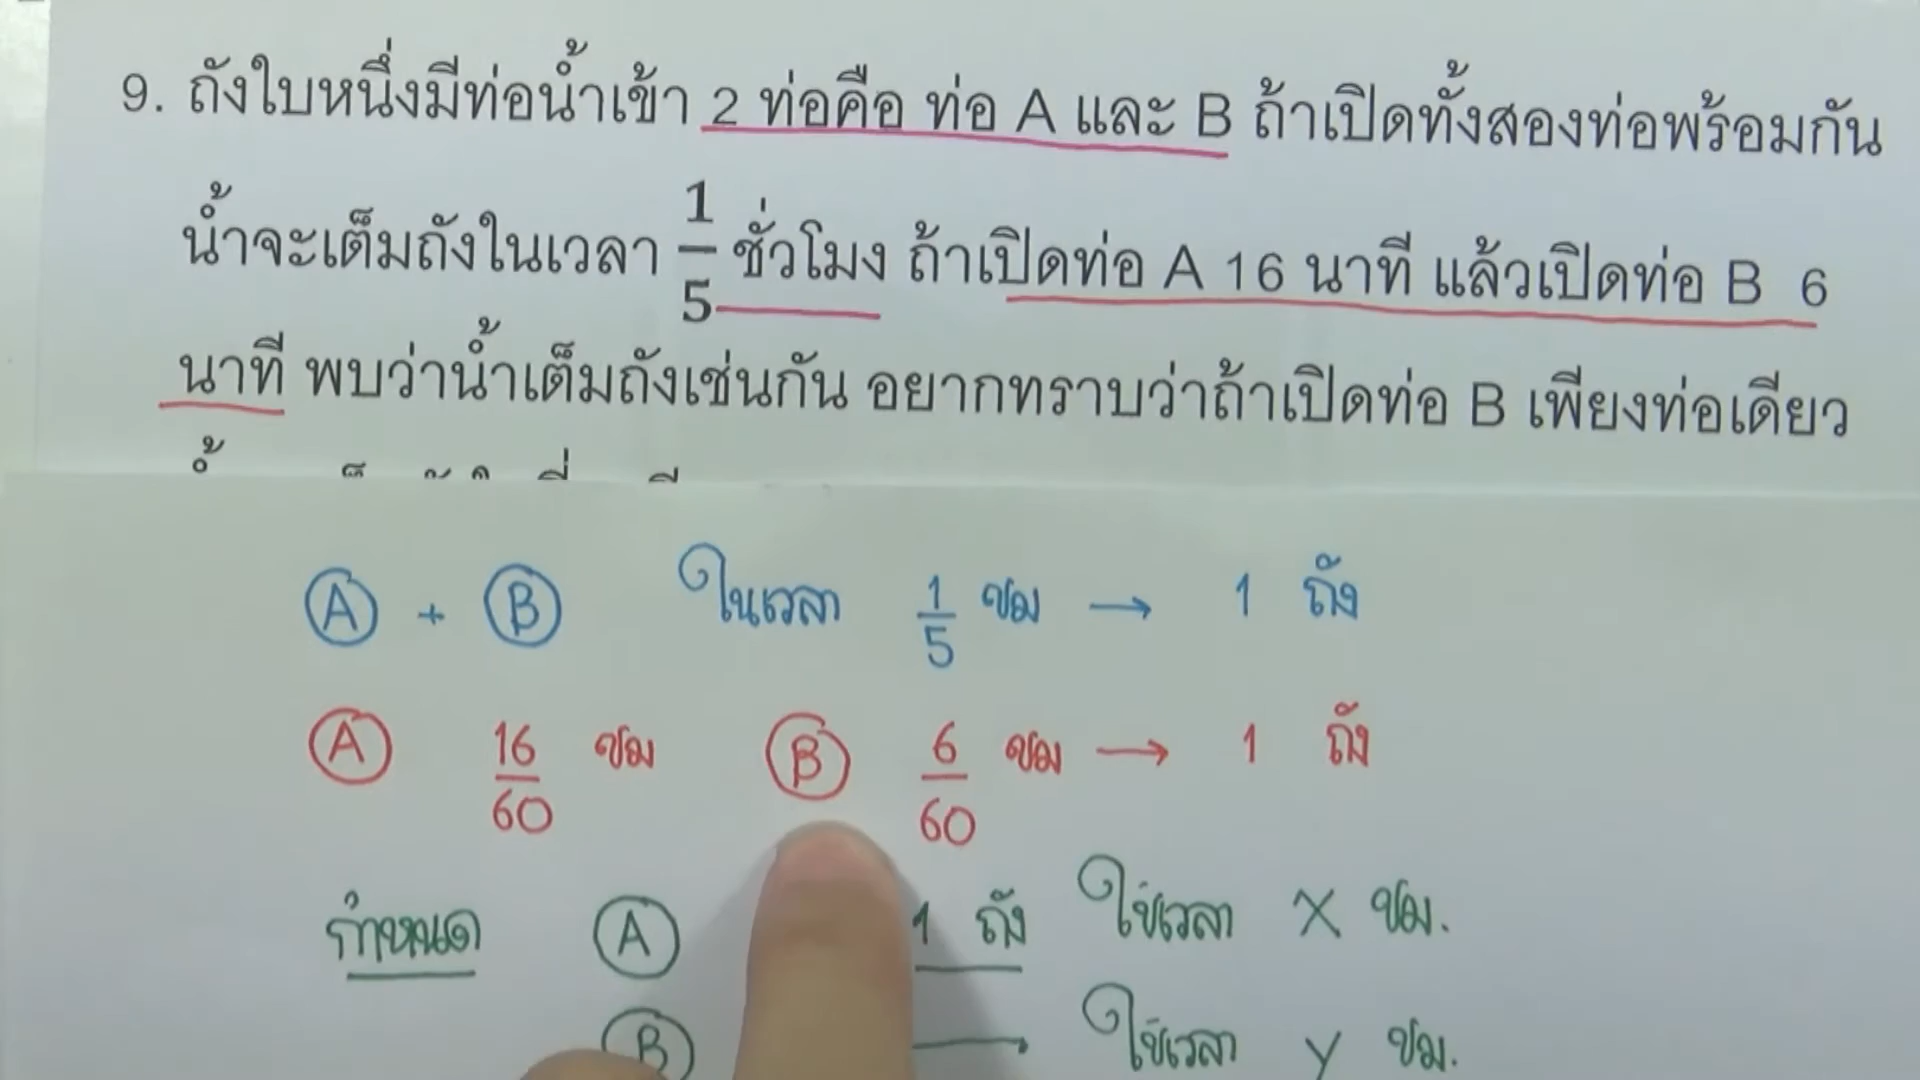 9. ถังใบหนึ่งมีท่อน้ำเข้า 2 ท่อคือ ท่อ A และ B ถ้าเปิดทั้งสองท่อพร้อมกัน
น้ำจะเต็มถังในเวลา 1/5 ชั่วโมง ถ้าเปิดท่อ A 16 นาที แล้วเปิดท่อ B 6
นาที พบว่าน้ำเต็มถังเช่นกัน อยากทราบว่าถ้าเปิดท่อ B เพียงท่อเดียว
A + B ในเวลา 1/5 ชม → 1 ถัง
A 16/60 ชม B 6/60 ชม → 1 ถัง
กำหนด A 1 ถัง ใช้เวลา x ชม.
B → ใช้เวลา y ชม.